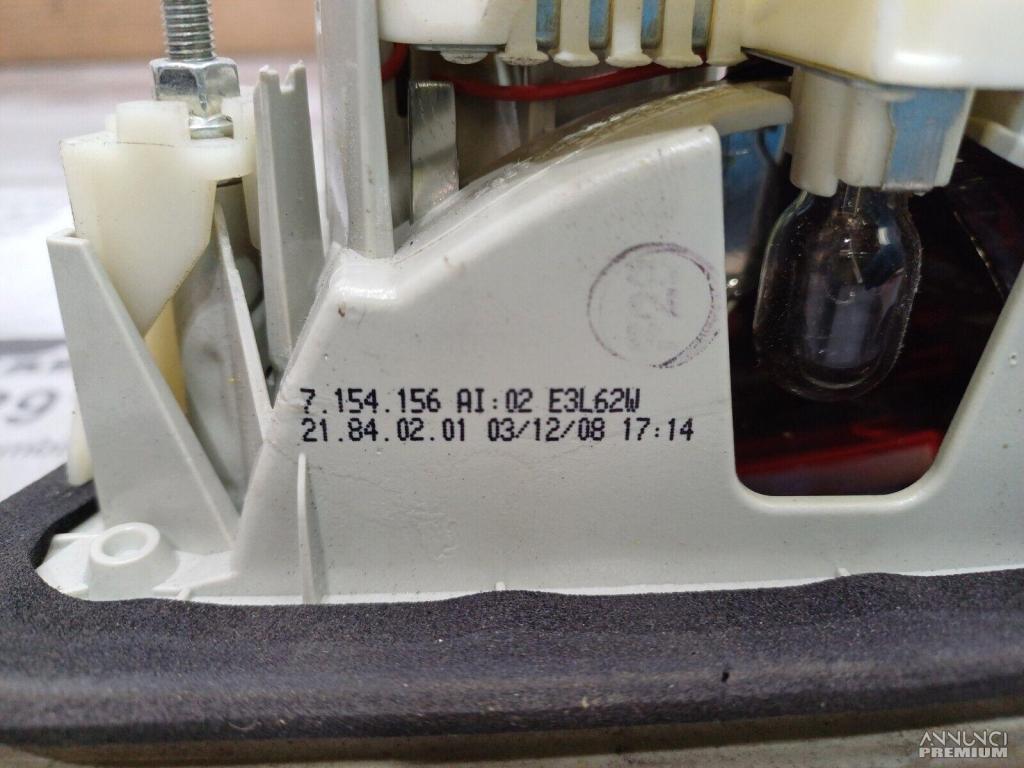 7.154.156 AI:02 E3L62W
21.84.02.01 03/12/08 17:14
ANNUNCI
PREMIUM